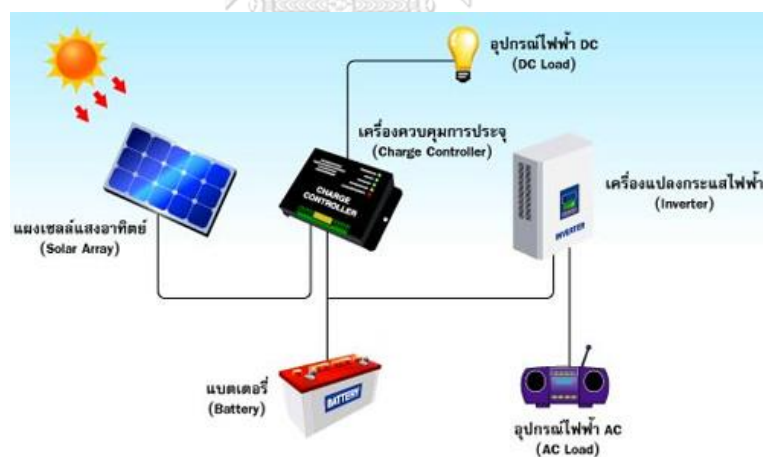 อุปกรณ์ไฟฟ้า DC
(DC Load)
เครื่องควบคุมการประจุ
(Charge Controller)
เครื่องแปลงกระแสไฟฟ้า
(Inverter)
แผงเซลล์แสงอาทิตย์
(Solar Array)
CHARGE
CONTROLLER
INVERTER
แบตเตอรี่
(Battery)
BATTERY
อุปกรณ์ไฟฟ้า AC
(AC Load)